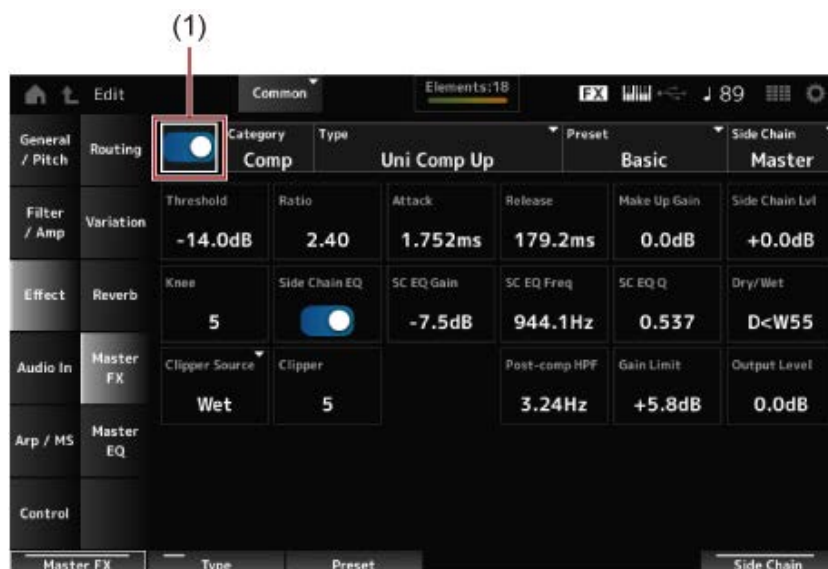 (1)
Edit
Common
Elements:18
FX
89
General / Pitch
Routing
Category
Comp
Type
Uni Comp Up
Preset
Basic
Side Chain
Master
Filter / Amp
Variation
Threshold
-14.0dB
Ratio
2.40
Attack
1.752ms
Release
179.2ms
Make Up Gain
0.0dB
Side Chain Lvl
+0.0dB
Effect
Reverb
Knee
5
Side Chain EQ
SC EQ Gain
-7.5dB
SC EQ Freq
944.1Hz
SC EQ Q
0.537
Dry/Wet
D<W55
Audio In
Master FX
Clipper Source
Wet
Clipper
5
Post-comp HPF
3.24Hz
Gain Limit
+5.8dB
Output Level
0.0dB
Arp / MS
Master EQ
Control
Master FX
Type
Preset
Side Chain